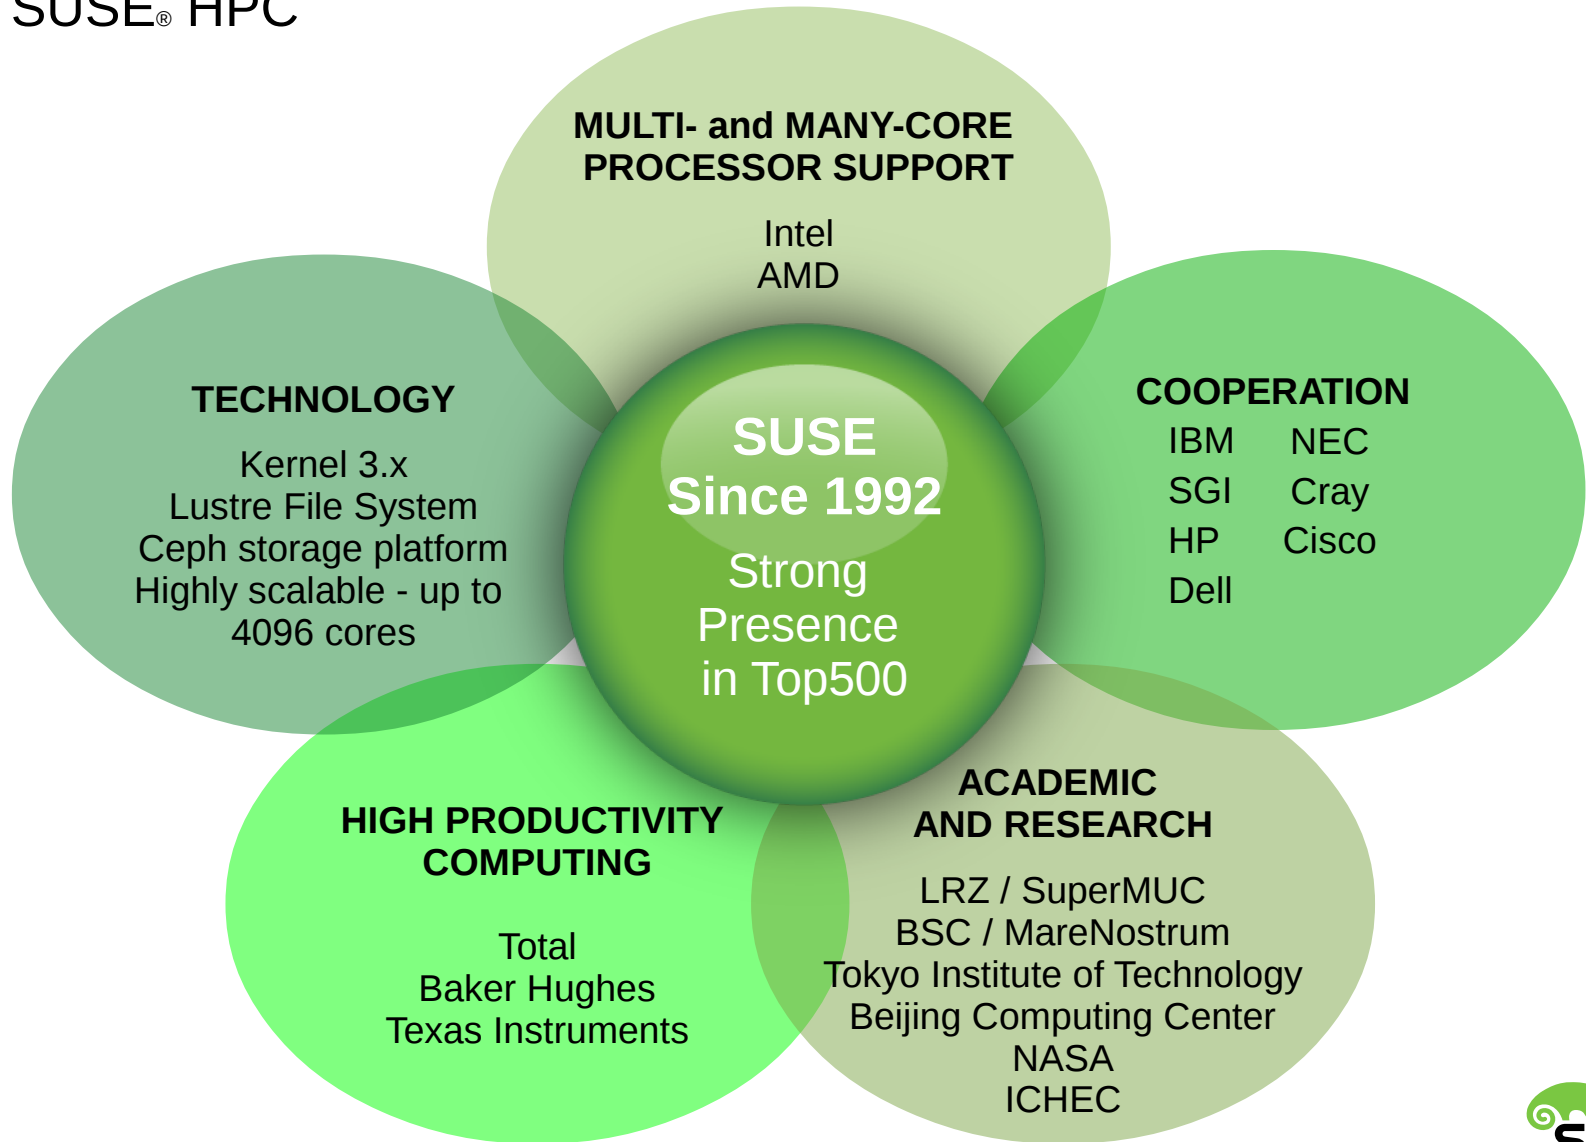 SUSE® HPC
MULTI- and MANY-CORE
PROCESSOR SUPPORT
Intel
AMD
TECHNOLOGY
Kernel 3.x
Lustre File System
Ceph storage platform
Highly scalable - up to
4096 cores
SUSE
Since 1992
Strong
Presence
in Top500
COOPERATION
IBM NEC
SGI Cray
HP Cisco
Dell
HIGH PRODUCTIVITY
COMPUTING
Total
Baker Hughes
Texas Instruments
ACADEMIC
AND RESEARCH
LRZ / SuperMUC
BSC / MareNostrum
Tokyo Institute of Technology
Beijing Computing Center
NASA
ICHEC